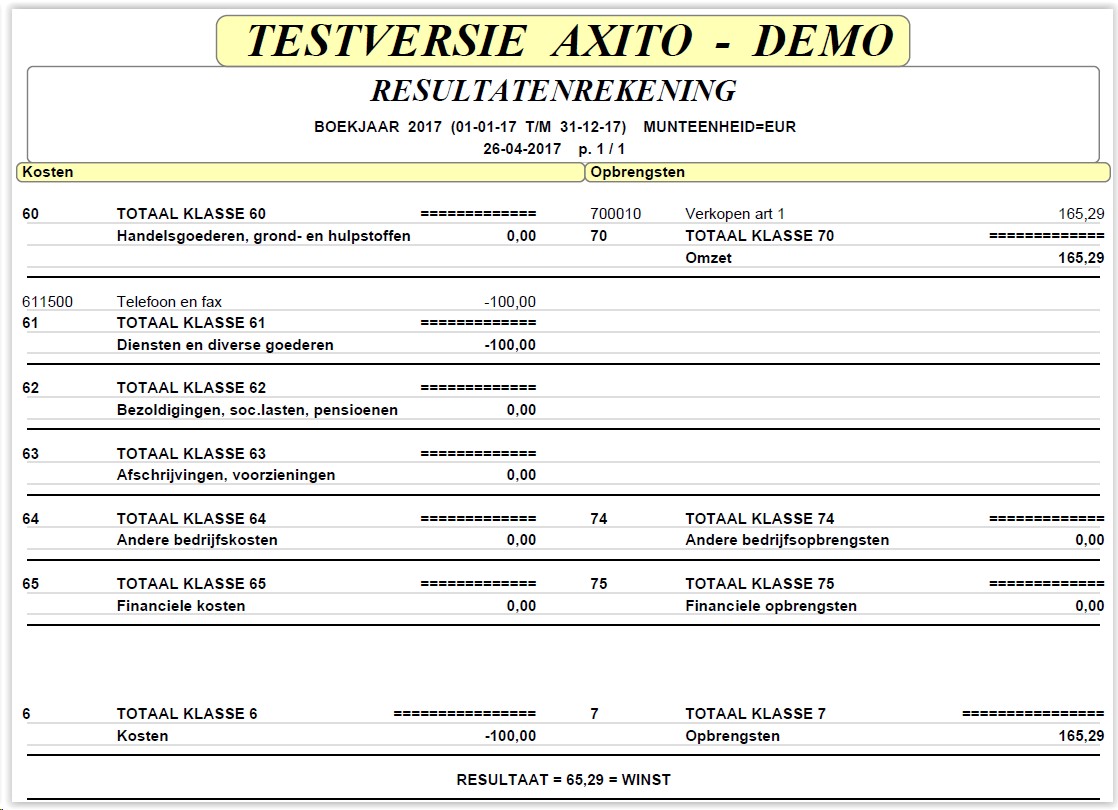 TESTVERSIE AXITO - DEMO
RESULTATENREKENING
BOEKJAAR 2017 (01-01-17 T/M 31-12-17) MUNTEENHEID=EUR
26-04-2017 p. 1 / 1
Kosten Opbrengsten
60 TOTAAL KLASSE 60 ============= 700010 Verkopen art 1 165,29
Handelsgoederen, grond- en hulpstoffen 0,00 70 TOTAAL KLASSE 70 =============
Omzet 165,29
611500 Telefoon en fax -100,00
61 TOTAAL KLASSE 61 =============
Diensten en diverse goederen -100,00
62 TOTAAL KLASSE 62 =============
Bezoldigingen, soc.lasten, pensioenen 0,00
63 TOTAAL KLASSE 63 =============
Afschrijvingen, voorzieningen 0,00
64 TOTAAL KLASSE 64 ============= 74 TOTAAL KLASSE 74 =============
Andere bedrijfskosten 0,00 Andere bedrijfsopbrengsten 0,00
65 TOTAAL KLASSE 65 ============= 75 TOTAAL KLASSE 75 =============
Financiele kosten 0,00 Financiele opbrengsten 0,00
6 TOTAAL KLASSE 6 ================ 7 TOTAAL KLASSE 7 ================
Kosten -100,00 Opbrengsten 165,29
RESULTAAT = 65,29 = WINST